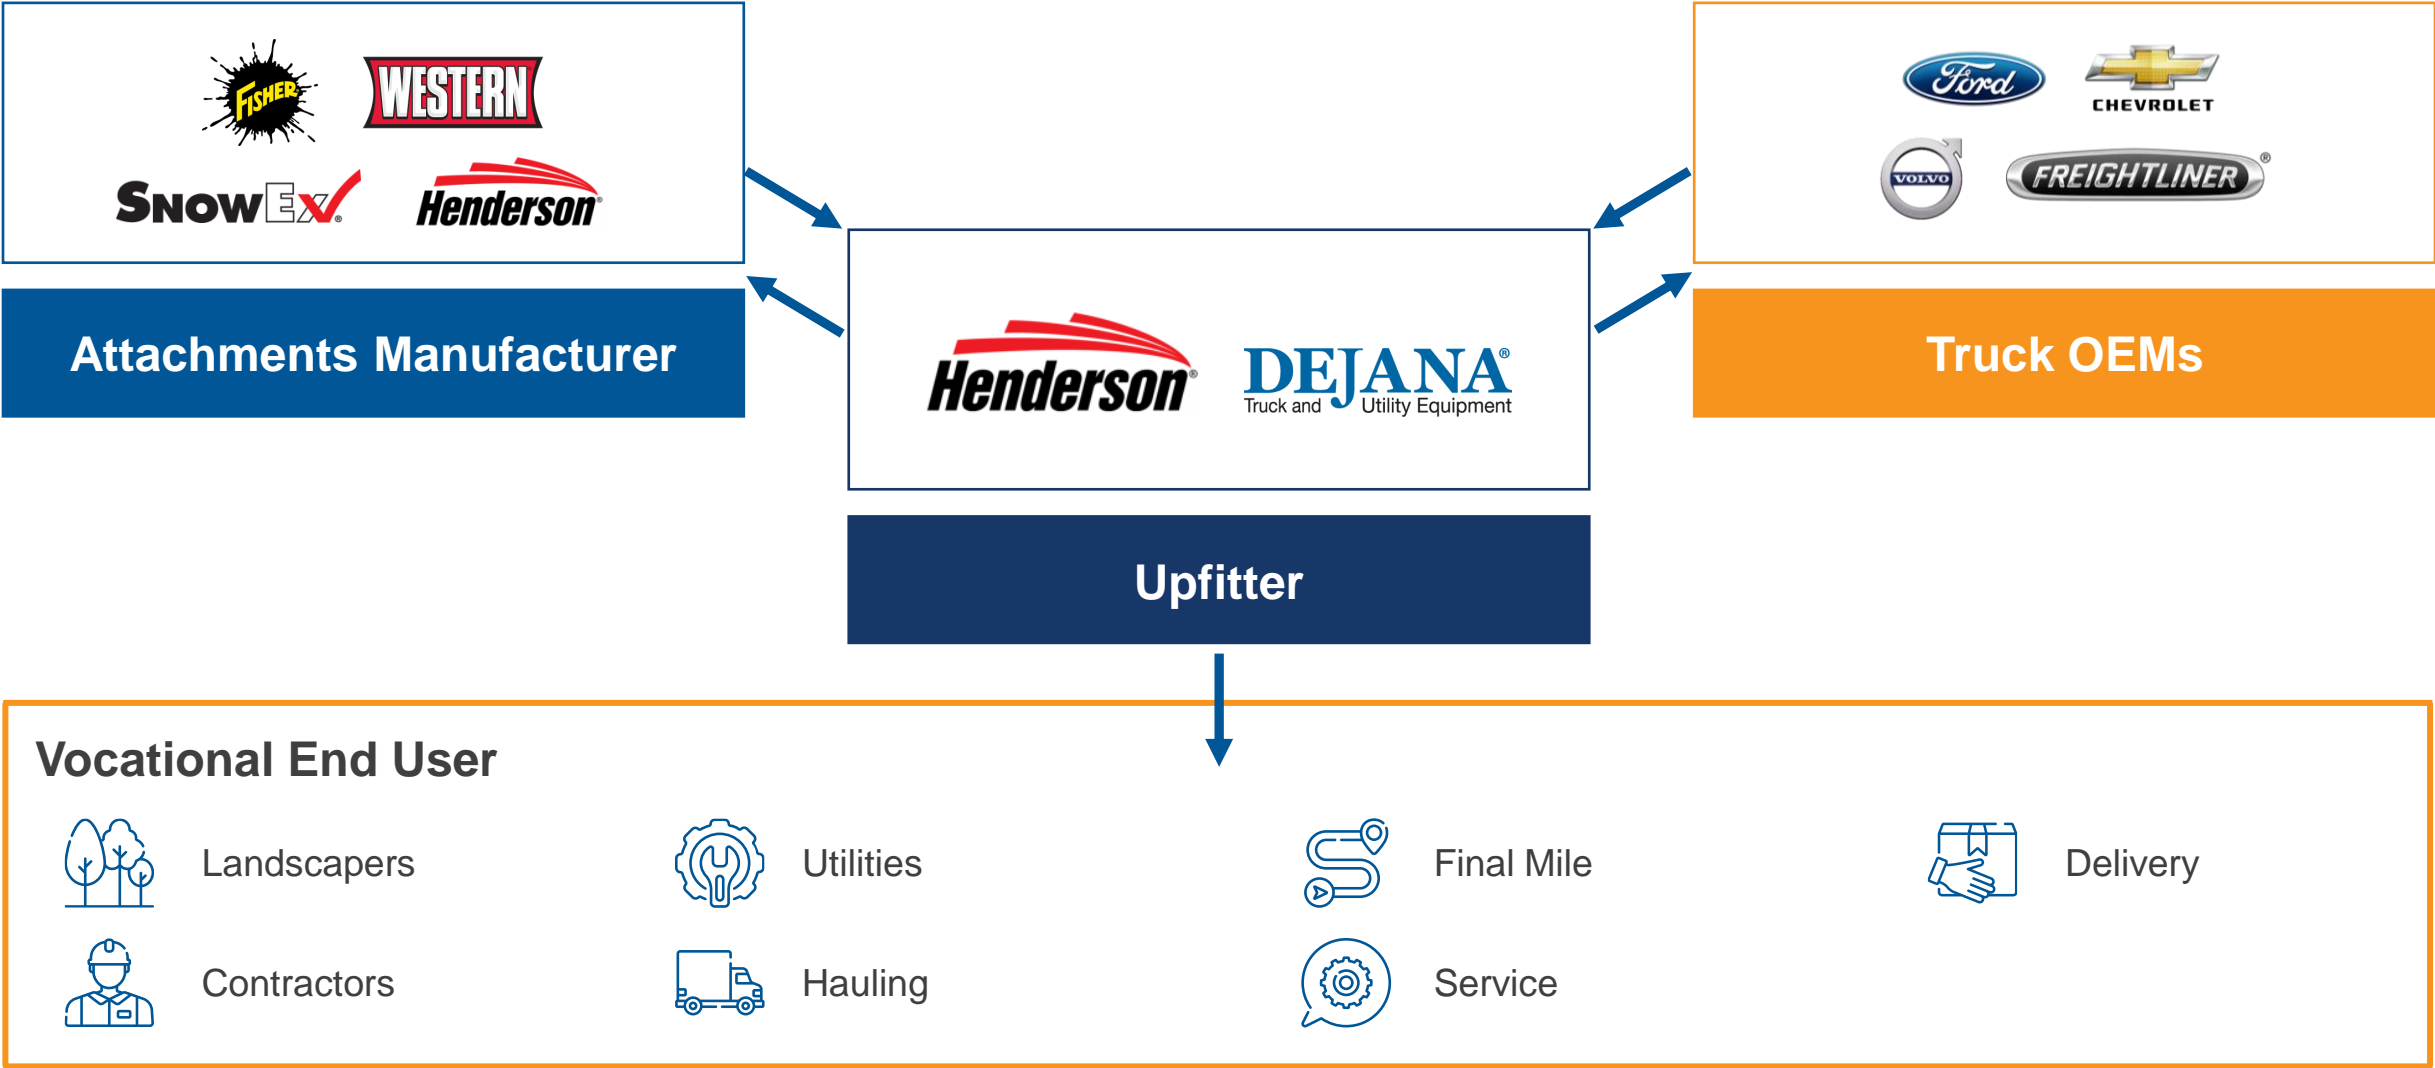 FISHER
WESTERN
SNOWEX®
Henderson®
Attachments Manufacturer
Ford
CHEVROLET
VOLVO
FREIGHTLINER®
Truck OEMs
Henderson®
DEJANA®
Truck and Utility Equipment
Upfitter
Vocational End User
Landscapers
Utilities
Final Mile
Delivery
Contractors
Hauling
Service